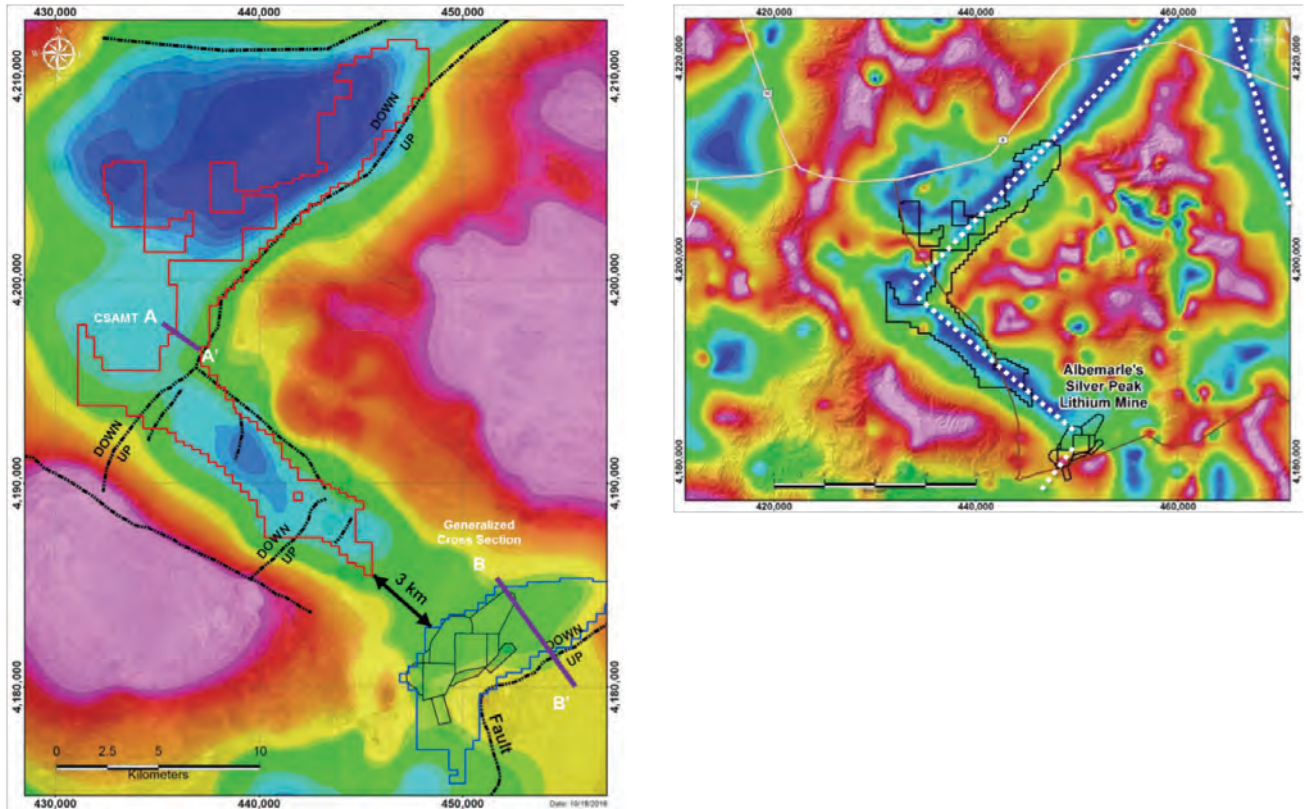 430,000
440,000
450,000
4,210,000
4,210,000
N
W
DOWN
UP
4,200,000
4,200,000
CSAMT A
A'
DOWN
UP
4,190,000
4,190,000
DOWN
UP
Generalized
Cross Section
B
3 km
DOWN
UP
4,180,000
4,180,000
B'
Fault
0 2.5 5 10
Kilometers
430,000
440,000
450,000
Date: 10/18/2016
420,000
440,000
460,000
4,220,000
4,220,000
4,200,000
4,200,000
Albemarle's
Silver Peak
Lithium Mine
4,180,000
4,180,000
420,000
440,000
460,000